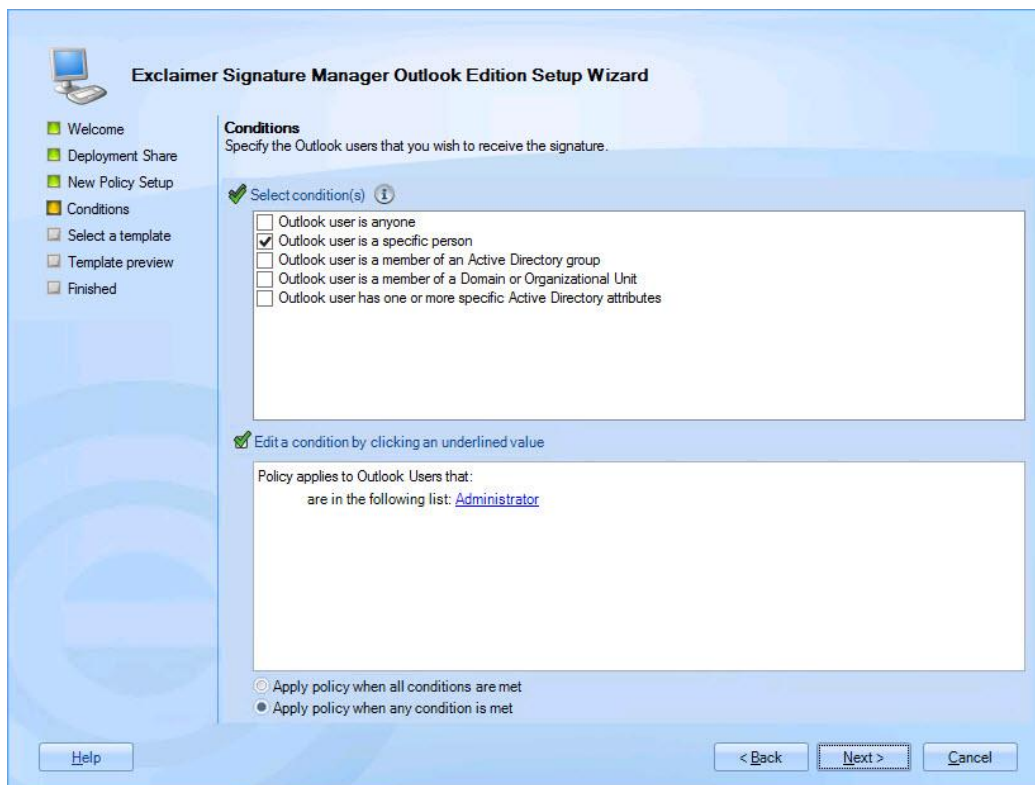 Exclaimer Signature Manager Outlook Edition Setup Wizard
Welcome
Deployment Share
New Policy Setup
Conditions
Select a template
Template preview
Finished
Conditions
Specify the Outlook users that you wish to receive the signature.
Select condition(s)
Outlook user is anyone
Outlook user is a specific person
Outlook user is a member of an Active Directory group
Outlook user is a member of a Domain or Organizational Unit
Outlook user has one or more specific Active Directory attributes
Edit a condition by clicking an underlined value
Policy applies to Outlook Users that:
are in the following list: Administrator
Apply policy when all conditions are met
Apply policy when any condition is met
Help
< Back
Next >
Cancel